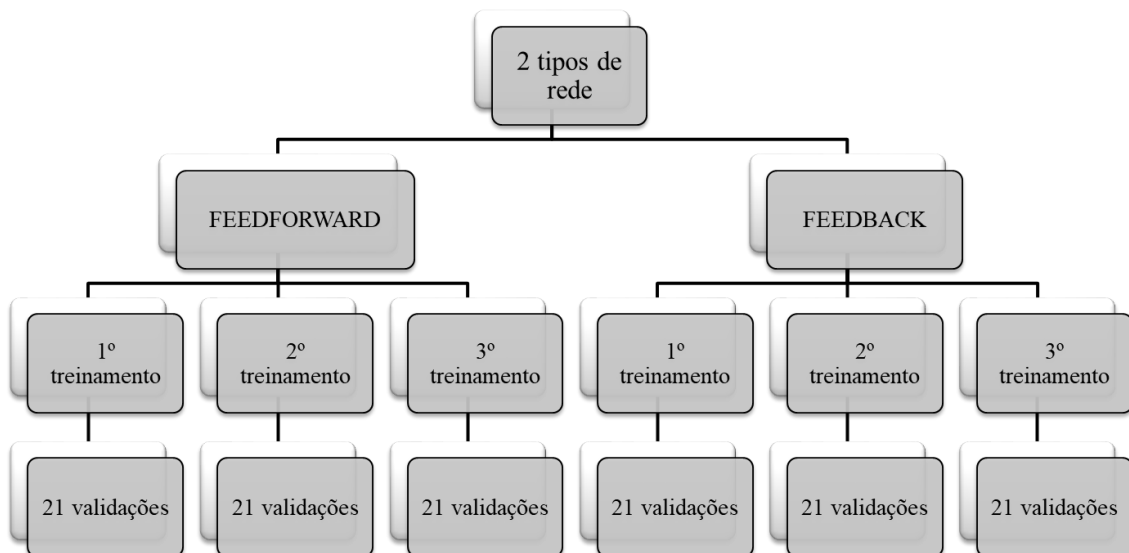 2 tipos de
rede
FEEDFORWARD
FEEDBACK
1º
treinamento
2º
treinamento
3º
treinamento
1º
treinamento
2º
treinamento
3º
treinamento
21 validações
21 validações
21 validações
21 validações
21 validações
21 validações